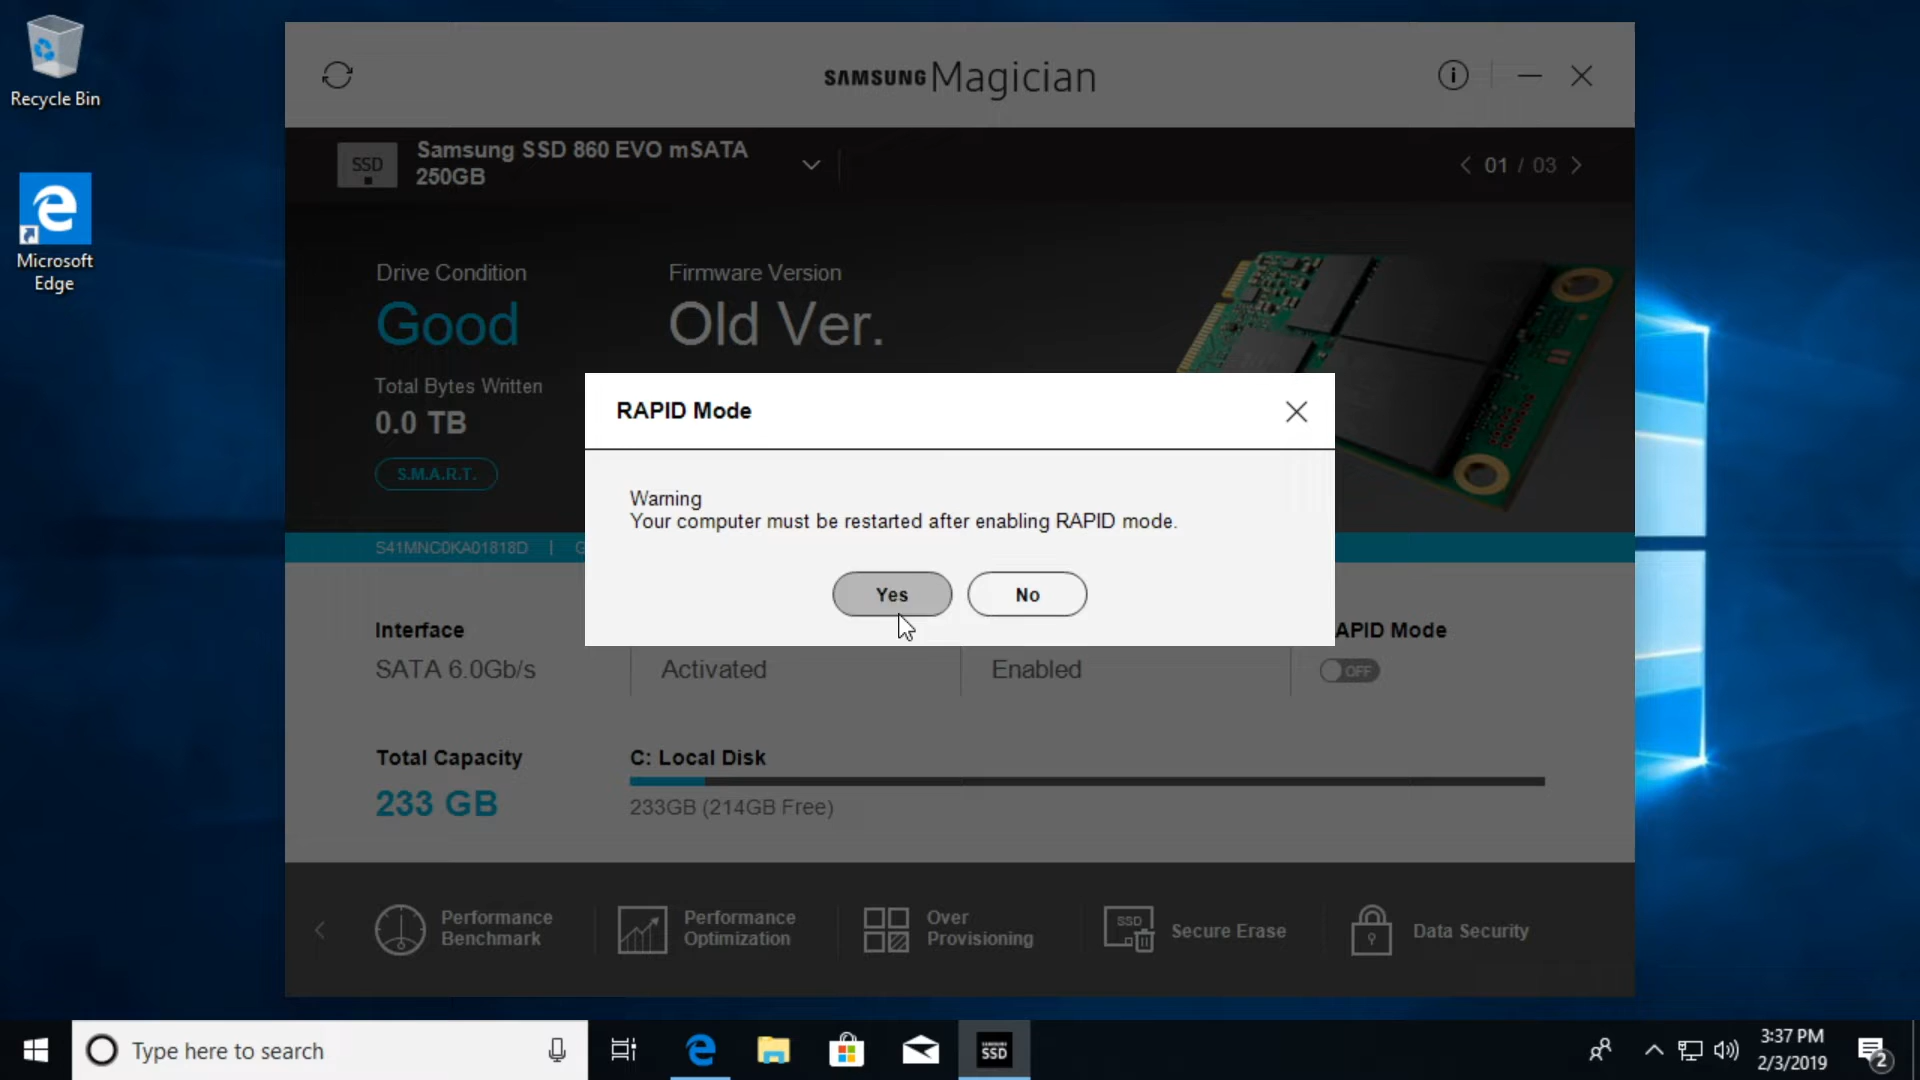 Recycle Bin
Microsoft
Edge
SAMSUNG Magician
SSD
Samsung SSD 860 EVO mSATA
250GB
01 / 03
Drive Condition
Good
Firmware Version
Old Ver.
Total Bytes Written
0.0 TB
S.M.A.R.T.
S41MNC0KA01818D | G
RAPID Mode
Warning
Your computer must be restarted after enabling RAPID mode.
Yes
No
Interface
SATA 6.0Gb/s
Activated
Enabled
APID Mode
OFF
Total Capacity
233 GB
C: Local Disk
233GB (214GB Free)
Performance
Benchmark
Performance
Optimization
Over
Provisioning
SSD
Secure Erase
Data Security
Type here to search
SAMSUNG
SSD
3:37 PM
2/3/2019
2